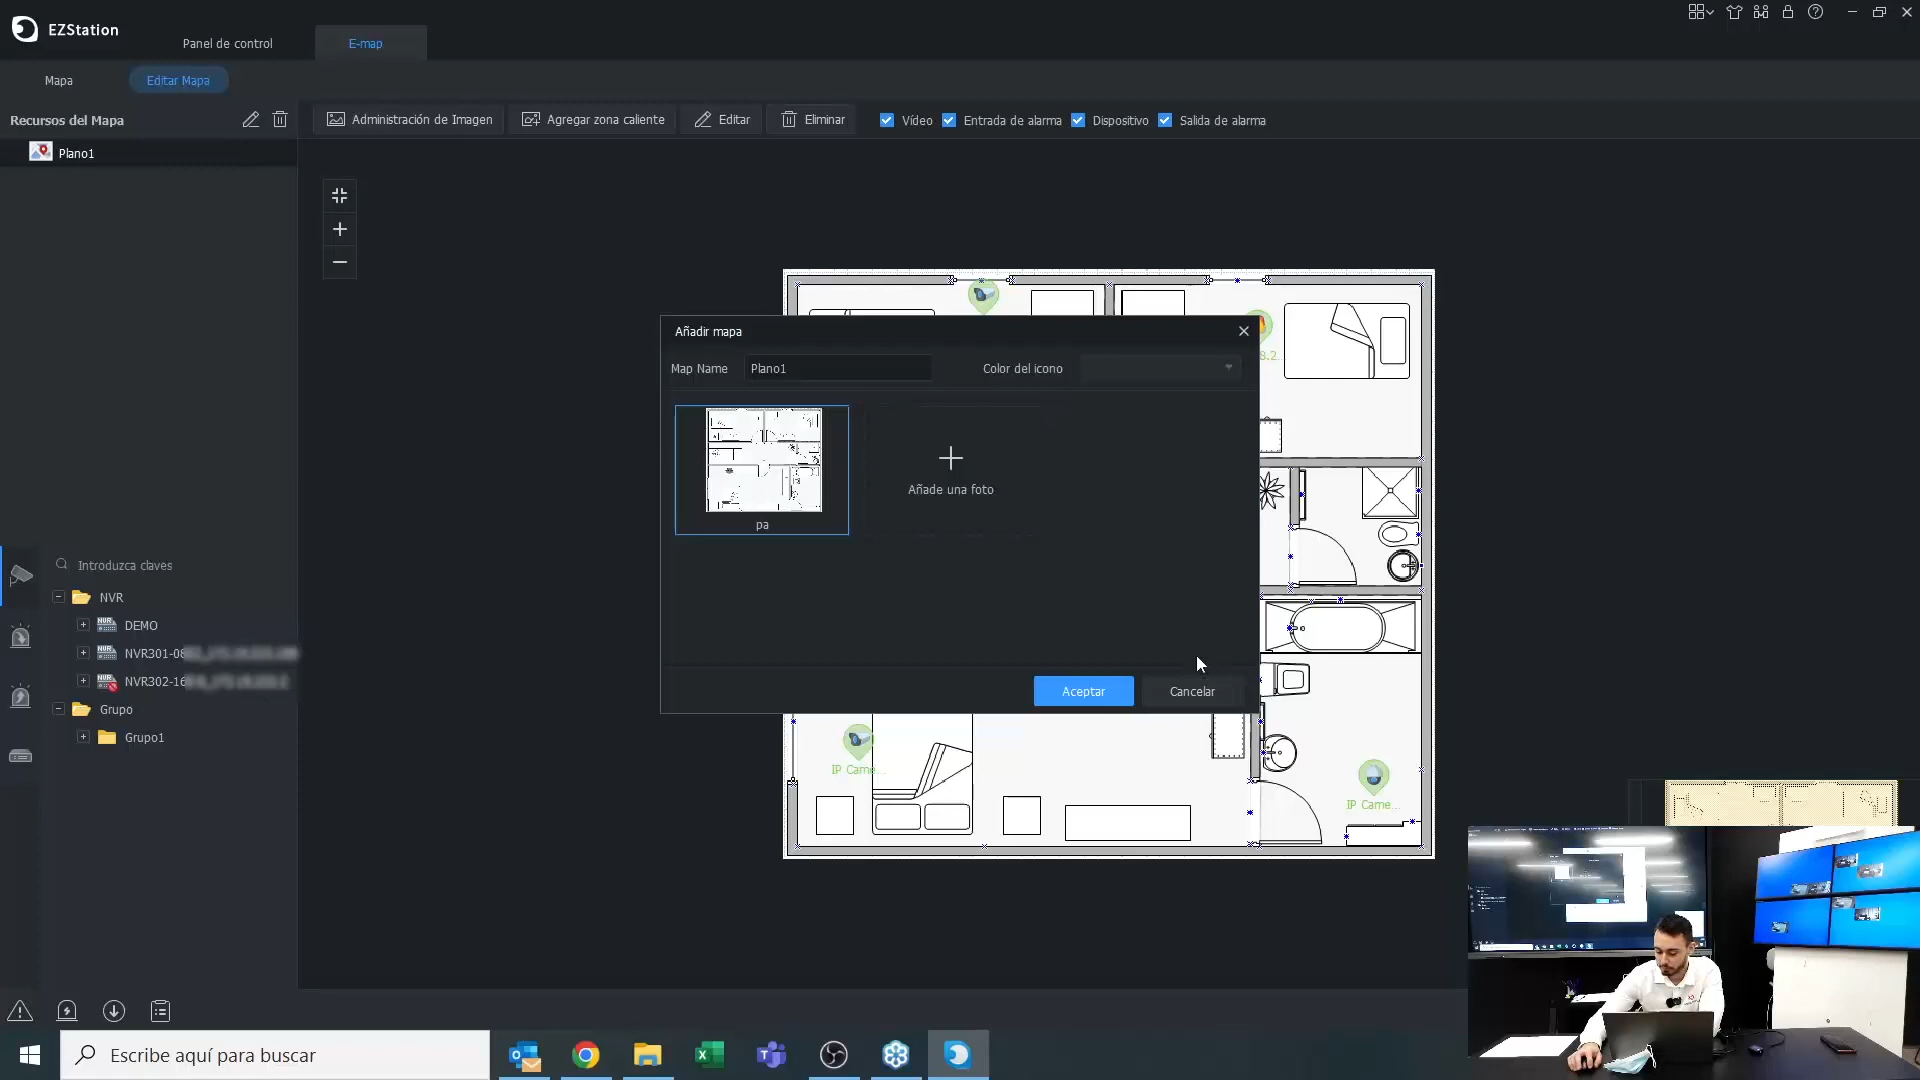 EZStation
Panel de control
E-map
Mapa
Editar Mapa
Recursos del Mapa
Administración de Imagen
Agregar zona caliente
Editar
Eliminar
Vídeo
Entrada de alarma
Dispositivo
Salida de alarma
Plano1
Añadir mapa
Map Name
Plano1
Color del icono
8.2...
pa
Añade una foto
Aceptar
Cancelar
Introduzca claves
NVR
DEMO
NVR301-08
NVR302-16
Grupo
Grupo1
IP Came...
IP Came...
Escribe aquí para buscar